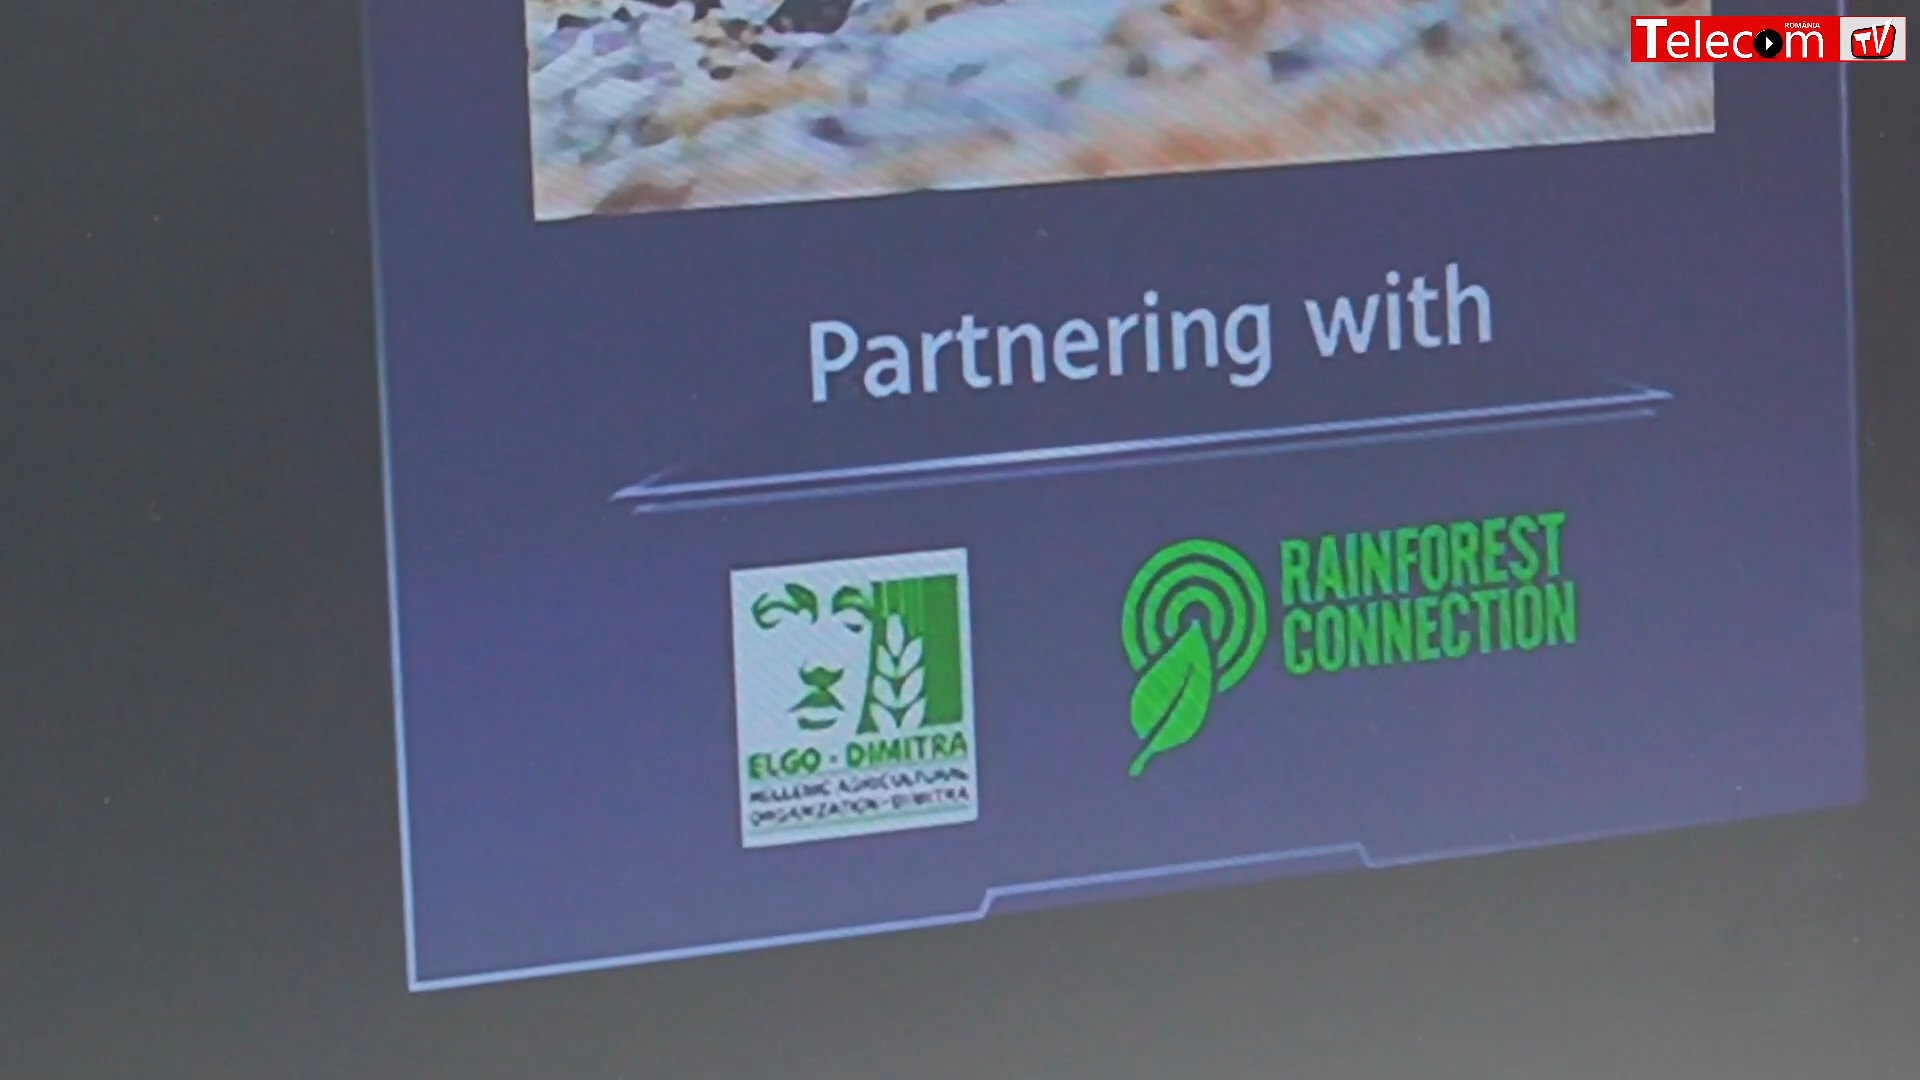 Telecom
ROMÂNIA
TV
Partnering with
RAINFOREST
CONNECTION
ELGO - DIMITRA
HELLENIC AGRICULTURAL
ORGANIZATION - DIMITRA